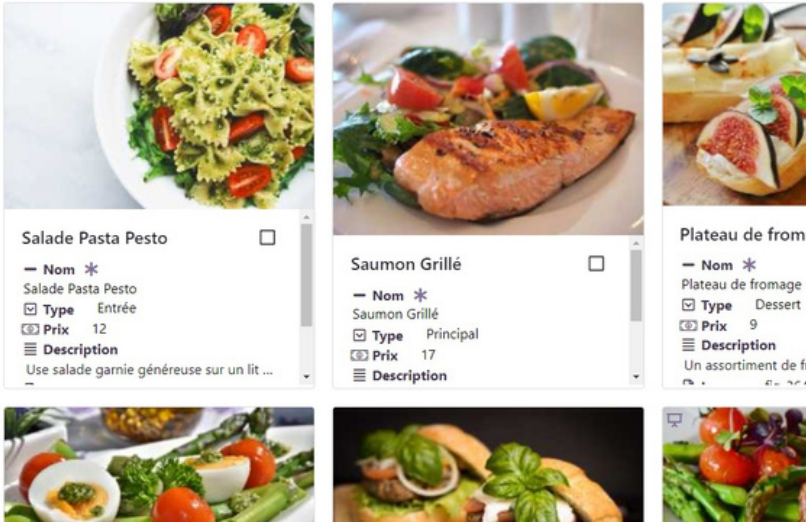 Salade Pasta Pesto
Nom
Salade Pasta Pesto
Type Entrée
Prix 12
Description
Use salade garnie généreuse sur un lit ...
Saumon Grillé
Nom
Saumon Grillé
Type Principal
Prix 17
Description
Plateau de from
Nom
Plateau de fromage
Type Dessert
Prix 9
Description
Un assortiment de fr